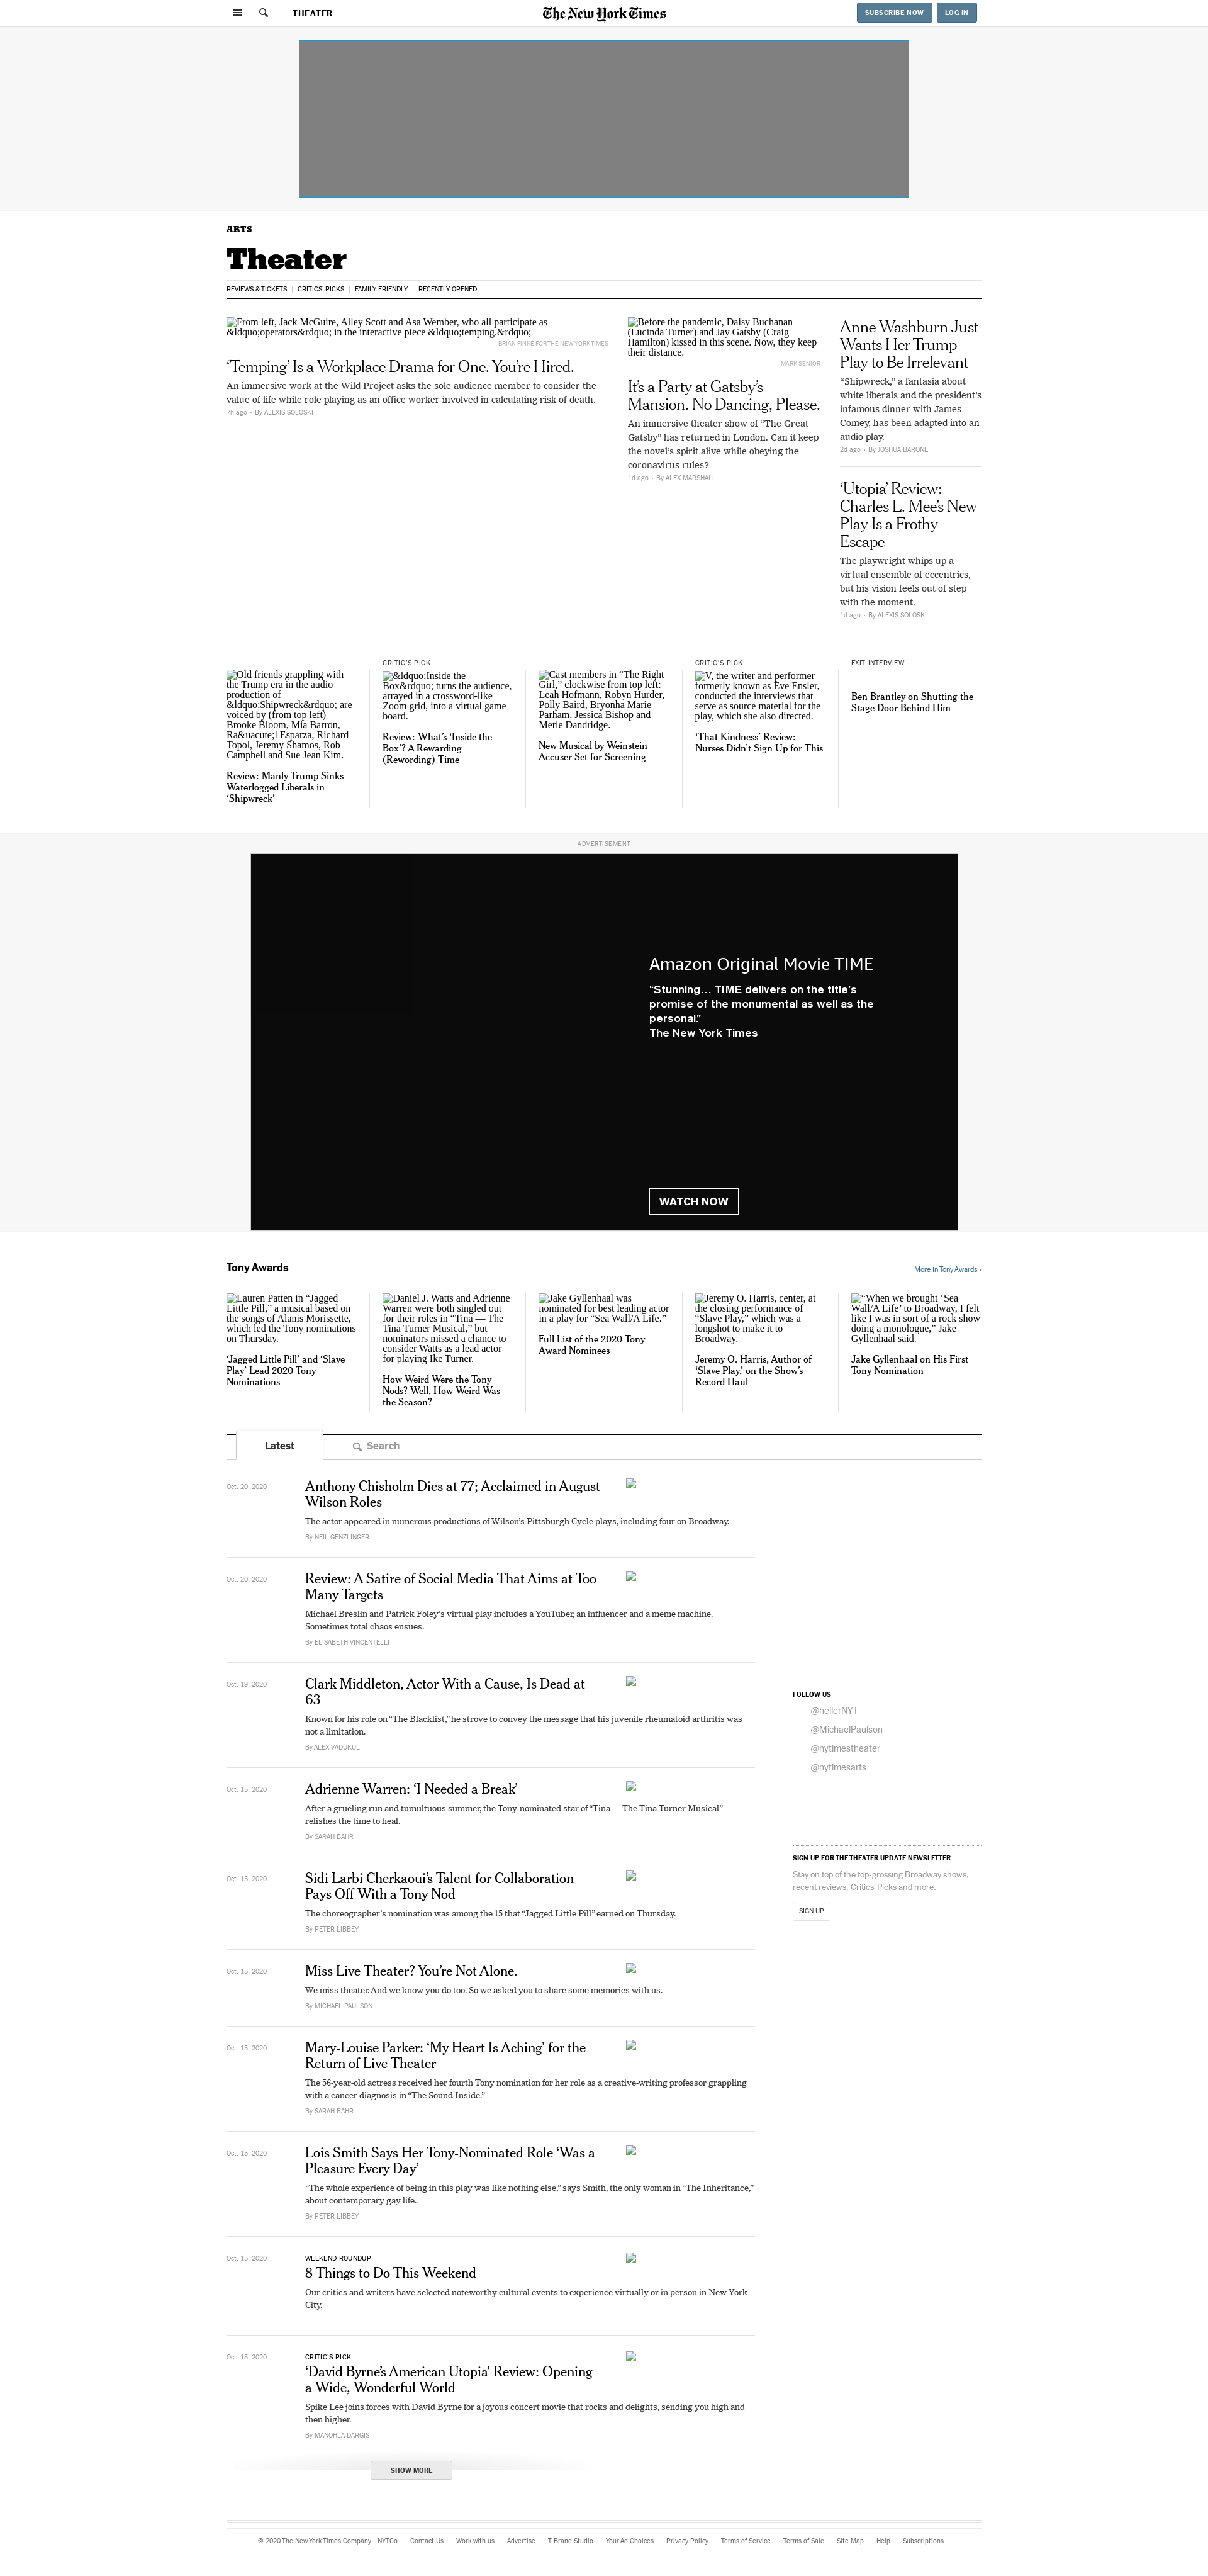 THEATER
The New York Times
SUBSCRIBE NOW
LOG IN
ARTS
Theater
REVIEWS & TICKETS
CRITICS' PICKS
FAMILY FRIENDLY
RECENTLY OPENED
From left, Jack McGuire, Alley Scott and Asa Wember, who all participate as
&ldquo;operators&rdquo; in the interactive piece &ldquo;temping.&rdquo;
BRIAN FINKE FOR THE NEW YORK TIMES
‘Temping’ Is a Workplace Drama for One. You’re Hired.
An immersive work at the Wild Project asks the sole audience member to consider the
value of life while role playing as an office worker involved in calculating risk of death.
7h ago • By ALEXIS SOLOSKI
Before the pandemic, Daisy Buchanan
(Lucinda Turner) and Jay Gatsby (Craig
Hamilton) kissed in this scene. Now, they keep
their distance.
MARK SENIOR
It’s a Party at Gatsby’s
Mansion. No Dancing, Please.
An immersive theater show of “The Great
Gatsby” has returned in London. Can it keep
the novel’s spirit alive while obeying the
coronavirus rules?
1d ago • By ALEX MARSHALL
Anne Washburn Just
Wants Her Trump
Play to Be Irrelevant
“Shipwreck,” a fantasia about
white liberals and the president’s
infamous dinner with James
Comey, has been adapted into an
audio play.
2d ago • By JOSHUA BARONE
‘Utopia’ Review:
Charles L. Mee’s New
Play Is a Frothy
Escape
The playwright whips up a
virtual ensemble of eccentrics,
but his vision feels out of step
with the moment.
1d ago • By ALEXIS SOLOSKI
Old friends grappling with
the Trump era in the audio
production of
&ldquo;Shipwreck&rdquo; are
voiced by (from top left)
Brooke Bloom, Mia Barron,
Ra&uacute;l Esparza, Richard
Topol, Jeremy Shamos, Rob
Campbell and Sue Jean Kim.
Review: Manly Trump Sinks
Waterlogged Liberals in
‘Shipwreck’
CRITIC’S PICK
&ldquo;Inside the
Box&rdquo; turns the audience,
arrayed in a crossword-like
Zoom grid, into a virtual game
board.
Review: What’s ‘Inside the
Box’? A Rewarding
(Rewording) Time
Cast members in “The Right
Girl,” clockwise from top left:
Leah Hofmann, Robyn Hurder,
Polly Baird, Bryonha Marie
Parham, Jessica Bishop and
Merle Dandridge.
New Musical by Weinstein
Accuser Set for Screening
CRITIC’S PICK
V, the writer and performer
formerly known as Eve Ensler,
conducted the interviews that
serve as source material for the
play, which she also directed.
‘That Kindness’ Review:
Nurses Didn’t Sign Up for This
EXIT INTERVIEW
Ben Brantley on Shutting the
Stage Door Behind Him
ADVERTISEMENT
Amazon Original Movie TIME
“Stunning… TIME delivers on the title’s
promise of the monumental as well as the
personal.”
The New York Times
WATCH NOW
Tony Awards
More in Tony Awards ›
Lauren Patten in “Jagged
Little Pill,” a musical based on
the songs of Alanis Morissette,
which led the Tony nominations
on Thursday.
‘Jagged Little Pill’ and ‘Slave
Play’ Lead 2020 Tony
Nominations
Daniel J. Watts and Adrienne
Warren were both singled out
for their roles in “Tina — The
Tina Turner Musical,” but
nominators missed a chance to
consider Watts as a lead actor
for playing Ike Turner.
How Weird Were the Tony
Nods? Well, How Weird Was
the Season?
Jake Gyllenhaal was
nominated for best leading actor
in a play for “Sea Wall/A Life.”
Full List of the 2020 Tony
Award Nominees
Jeremy O. Harris, center, at
the closing performance of
“Slave Play,” which was a
longshot to make it to
Broadway.
Jeremy O. Harris, Author of
‘Slave Play,’ on the Show’s
Record Haul
“When we brought ‘Sea
Wall/A Life’ to Broadway, I felt
like I was in sort of a rock show
doing a monologue,” Jake
Gyllenhaal said.
Jake Gyllenhaal on His First
Tony Nomination
Latest
Search
Oct. 20, 2020
Anthony Chisholm Dies at 77; Acclaimed in August
Wilson Roles
The actor appeared in numerous productions of Wilson’s Pittsburgh Cycle plays, including four on Broadway.
By NEIL GENZLINGER
Oct. 20, 2020
Review: A Satire of Social Media That Aims at Too
Many Targets
Michael Breslin and Patrick Foley’s virtual play includes a YouTuber, an influencer and a meme machine.
Sometimes total chaos ensues.
By ELISABETH VINCENTELLI
Oct. 19, 2020
Clark Middleton, Actor With a Cause, Is Dead at
63
Known for his role on “The Blacklist,” he strove to convey the message that his juvenile rheumatoid arthritis was
not a limitation.
By ALEX VADUKUL
Oct. 15, 2020
Adrienne Warren: ‘I Needed a Break’
After a grueling run and tumultuous summer, the Tony-nominated star of “Tina — The Tina Turner Musical”
relishes the time to heal.
By SARAH BAHR
Oct. 15, 2020
Sidi Larbi Cherkaoui’s Talent for Collaboration
Pays Off With a Tony Nod
The choreographer’s nomination was among the 15 that “Jagged Little Pill” earned on Thursday.
By PETER LIBBEY
Oct. 15, 2020
Miss Live Theater? You’re Not Alone.
We miss theater. And we know you do too. So we asked you to share some memories with us.
By MICHAEL PAULSON
Oct. 15, 2020
Mary-Louise Parker: ‘My Heart Is Aching’ for the
Return of Live Theater
The 56-year-old actress received her fourth Tony nomination for her role as a creative-writing professor grappling
with a cancer diagnosis in “The Sound Inside.”
By SARAH BAHR
Oct. 15, 2020
Lois Smith Says Her Tony-Nominated Role ‘Was a
Pleasure Every Day’
“The whole experience of being in this play was like nothing else,” says Smith, the only woman in “The Inheritance,”
about contemporary gay life.
By PETER LIBBEY
Oct. 15, 2020
WEEKEND ROUNDUP
8 Things to Do This Weekend
Our critics and writers have selected noteworthy cultural events to experience virtually or in person in New York
City.
Oct. 15, 2020
CRITIC’S PICK
‘David Byrne’s American Utopia’ Review: Opening
a Wide, Wonderful World
Spike Lee joins forces with David Byrne for a joyous concert movie that rocks and delights, sending you high and
then higher.
By MANOHLA DARGIS
SHOW MORE
FOLLOW US
@hellerNYT
@MichaelPaulson
@nytimestheater
@nytimesarts
SIGN UP FOR THE THEATER UPDATE NEWSLETTER
Stay on top of the top-grossing Broadway shows,
recent reviews, Critics’ Picks and more.
SIGN UP
© 2020 The New York Times Company
NYTCo
Contact Us
Work with us
Advertise
T Brand Studio
Your Ad Choices
Privacy Policy
Terms of Service
Terms of Sale
Site Map
Help
Subscriptions